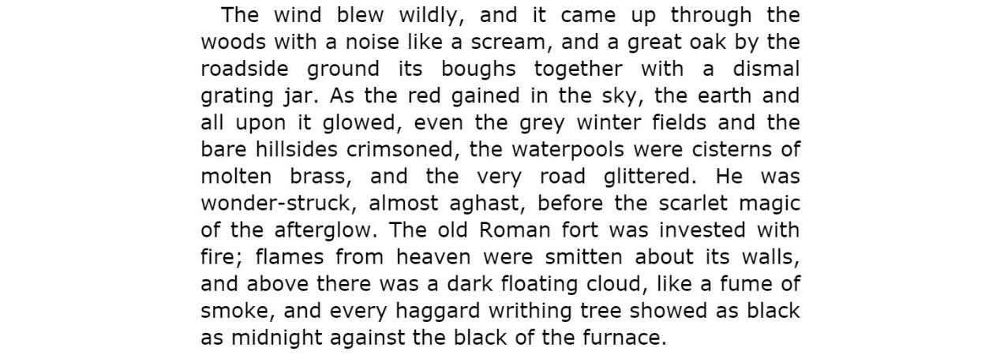 The wind blew wildly, and it came up through the
woods with a noise like a scream, and a great oak by the
roadside ground its boughs together with a dismal
grating jar. As the red gained in the sky, the earth and
all upon it glowed, even the grey winter fields and the
bare hillsides crimsoned, the waterpools were cisterns of
molten brass, and the very road glittered. He was
wonder-struck, almost aghast, before the scarlet magic
of the afterglow. The old Roman fort was invested with
fire; flames from heaven were smitten about its walls,
and above there was a dark floating cloud, like a fume of
smoke, and every haggard writhing tree showed as black
as midnight against the black of the furnace.